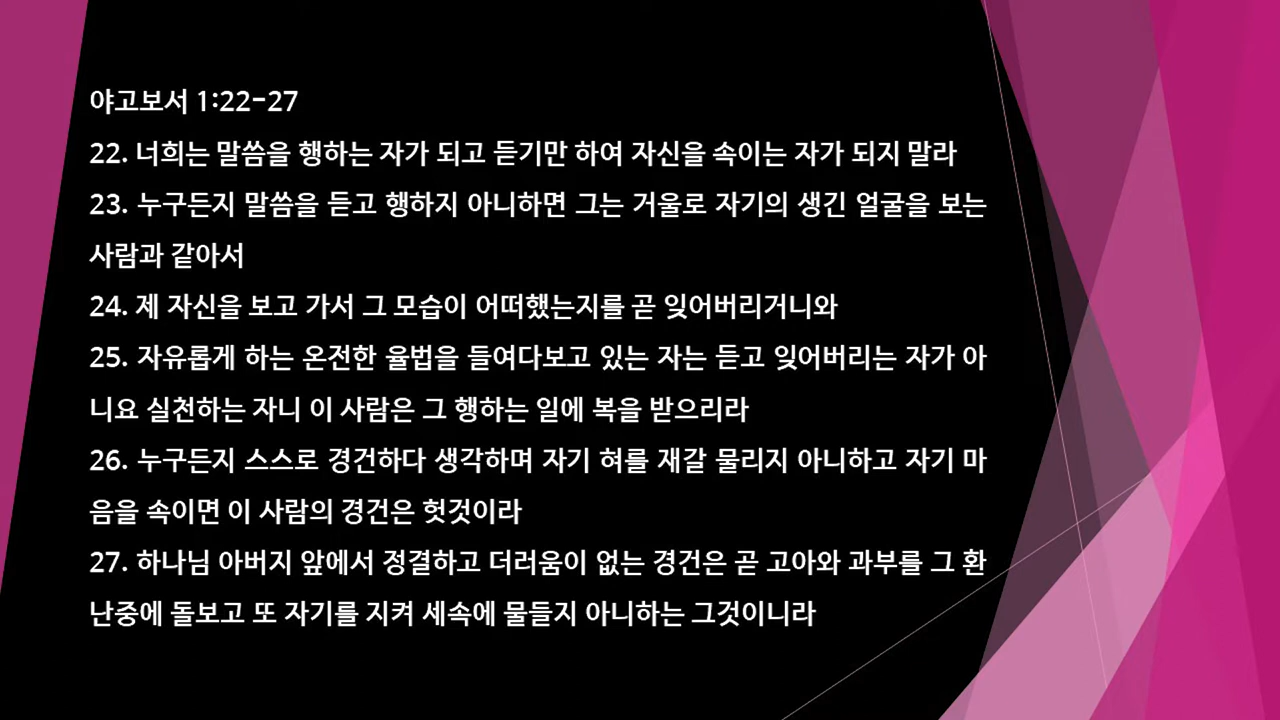 야고보서 1:22-27
22. 너희는 말씀을 행하는 자가 되고 듣기만 하여 자신을 속이는 자가 되지 말라
23. 누구든지 말씀을 듣고 행하지 아니하면 그는 거울로 자기의 생긴 얼굴을 보는
사람과 같아서
24. 제 자신을 보고 가서 그 모습이 어떠했는지를 곧 잊어버리거니와
25. 자유롭게 하는 온전한 율법을 들여다보고 있는 자는 듣고 잊어버리는 자가 아
니요 실천하는 자니 이 사람은 그 행하는 일에 복을 받으리라
26. 누구든지 스스로 경건하다 생각하며 자기 혀를 재갈 물리지 아니하고 자기 마
음을 속이면 이 사람의 경건은 헛것이라
27. 하나님 아버지 앞에서 정결하고 더러움이 없는 경건은 곧 고아와 과부를 그 환
난중에 돌보고 또 자기를 지켜 세속에 물들지 아니하는 그것이니라